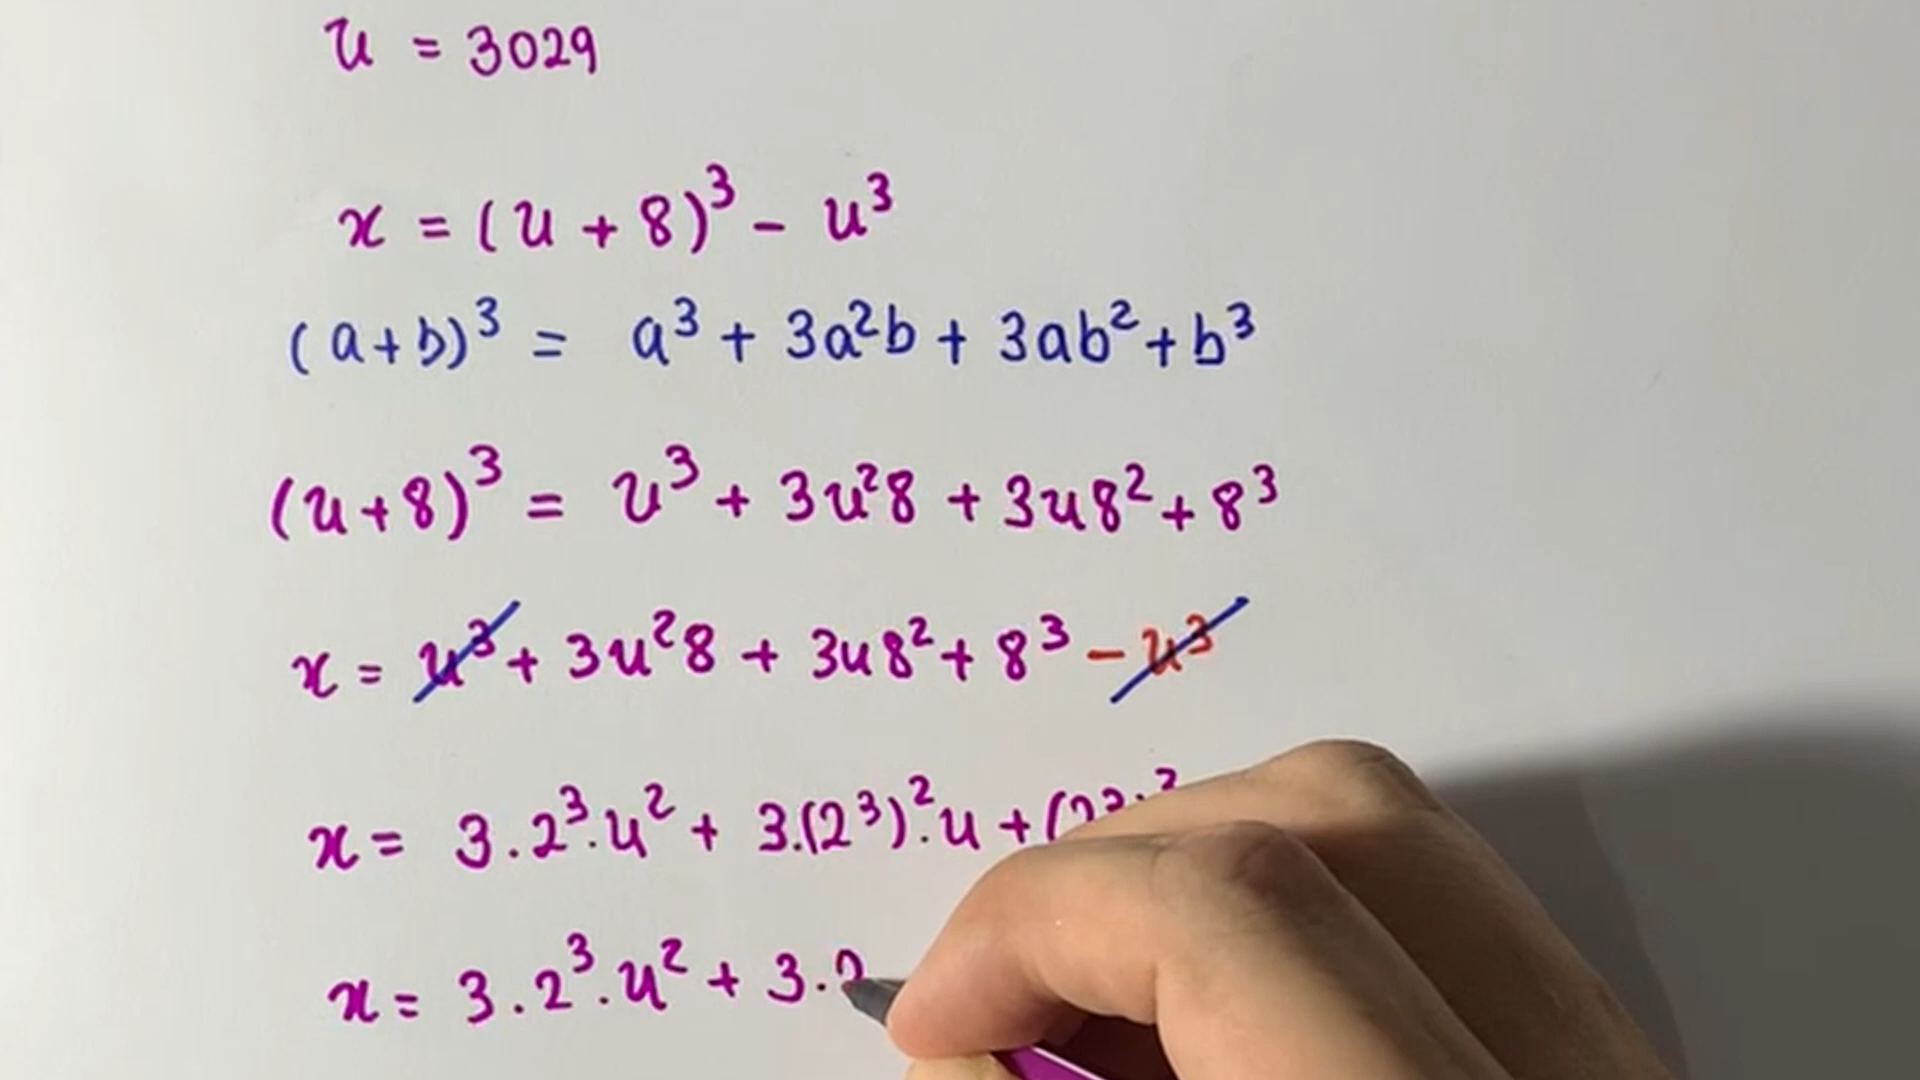 u = 3029
x = (u + 8)³ - u³
(a+b)³ = a³ + 3a²b + 3ab² + b³
(u+8)³ = u³ + 3u²8 + 3u8² + 8³
x = u³ + 3u²8 + 3u8² + 8³ - u³
x = 3.2³.u² + 3.(2³)².u + (2³
x = 3.2³.u² + 3.